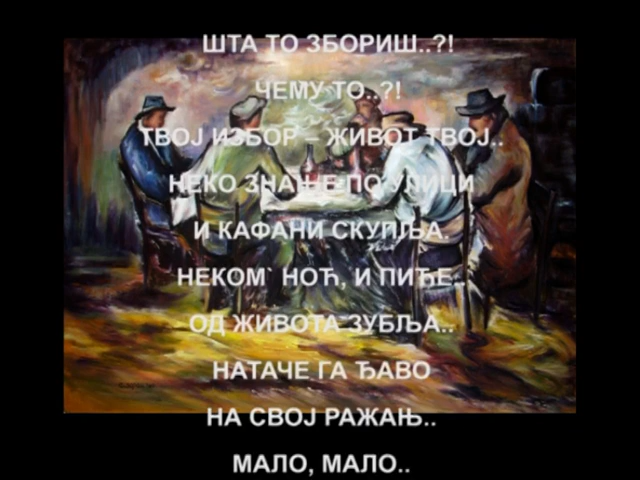 ШТА ТО ЗБОРИШ..?!
ЧЕМУ ТО..?!
ТВОЈ ИЗБОР – ЖИВОТ ТВОЈ..
НЕКО ЗНАЊЕ ПО УЛИЦИ
И КАФАНИ СКУПЉА.
НЕКОМ` НОЋ, И ПИЋЕ..
ОД ЖИВОТА ЗУБЉА..
НАТАЧЕ ГА ЂАВО
НА СВОЈ РАЖАЊ..
МАЛО, МАЛО..